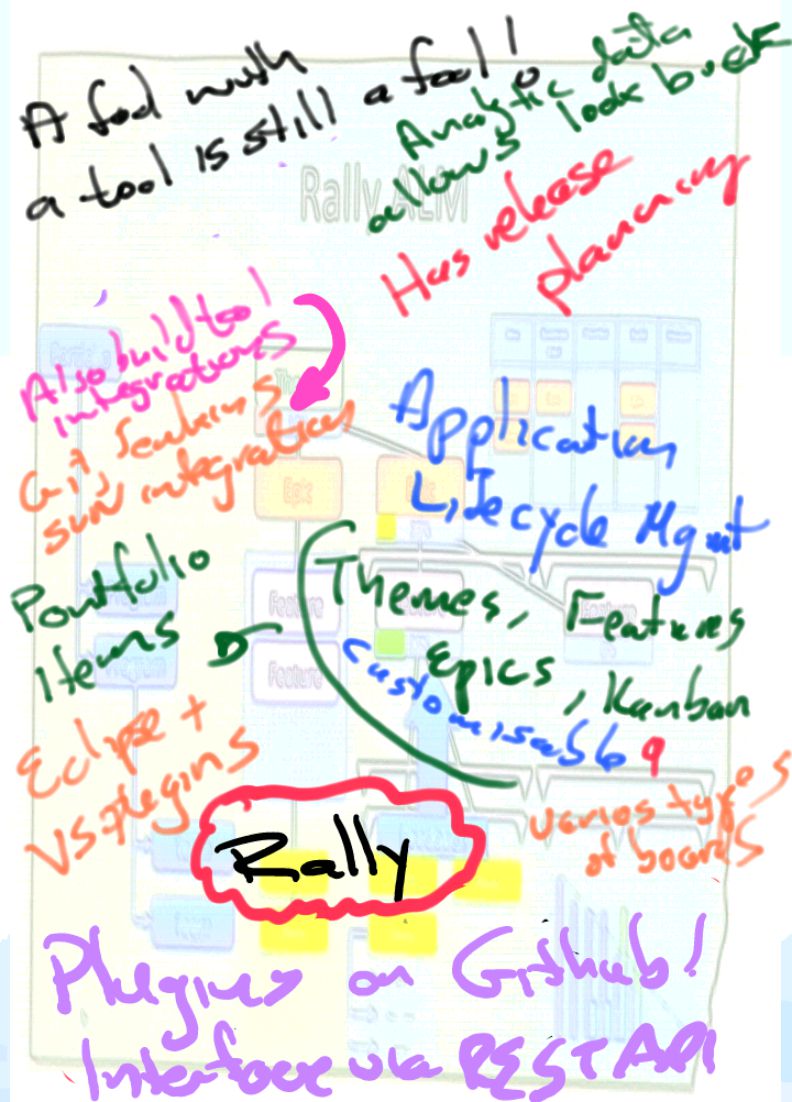 A fool with
a tool is still a fool!
Analytic data
allows look back
Rally ALM
Has release
planning
Also build tool
integrations
Git, Jenkins
SVN integration
Application
Lifecycle Mgmt
Epic
Portfolio
items
Themes, Features
Epics, Kanban
customisable
Feature
Feature
Eclipse +
VS plugins
various types
of boards
Rally
Plugins on Github!
Interface via REST API